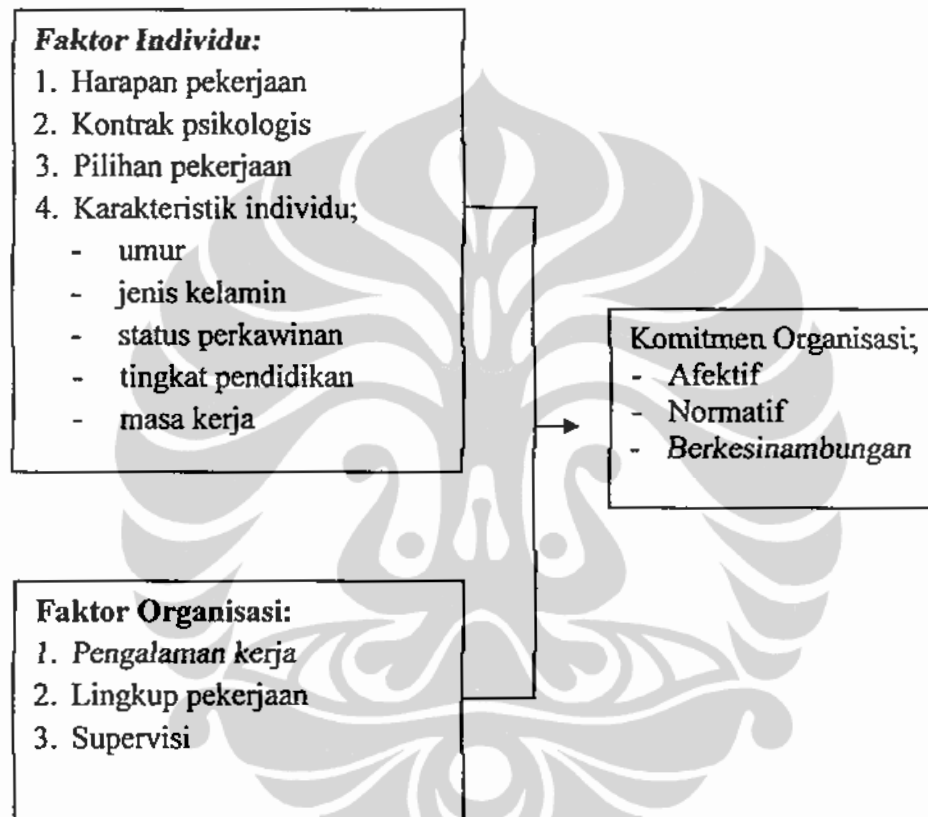 Faktor Individu:
1. Harapan pekerjaan
2. Kontrak psikologis
3. Pilihan pekerjaan
4. Karakteristik individu;
- umur
- jenis kelamin
- status perkawinan
- tingkat pendidikan
- masa kerja
Komitmen Organisasi;
- Afektif
- Normatif
- Berkesinambungan
Faktor Organisasi:
1. Pengalaman kerja
2. Lingkup pekerjaan
3. Supervisi